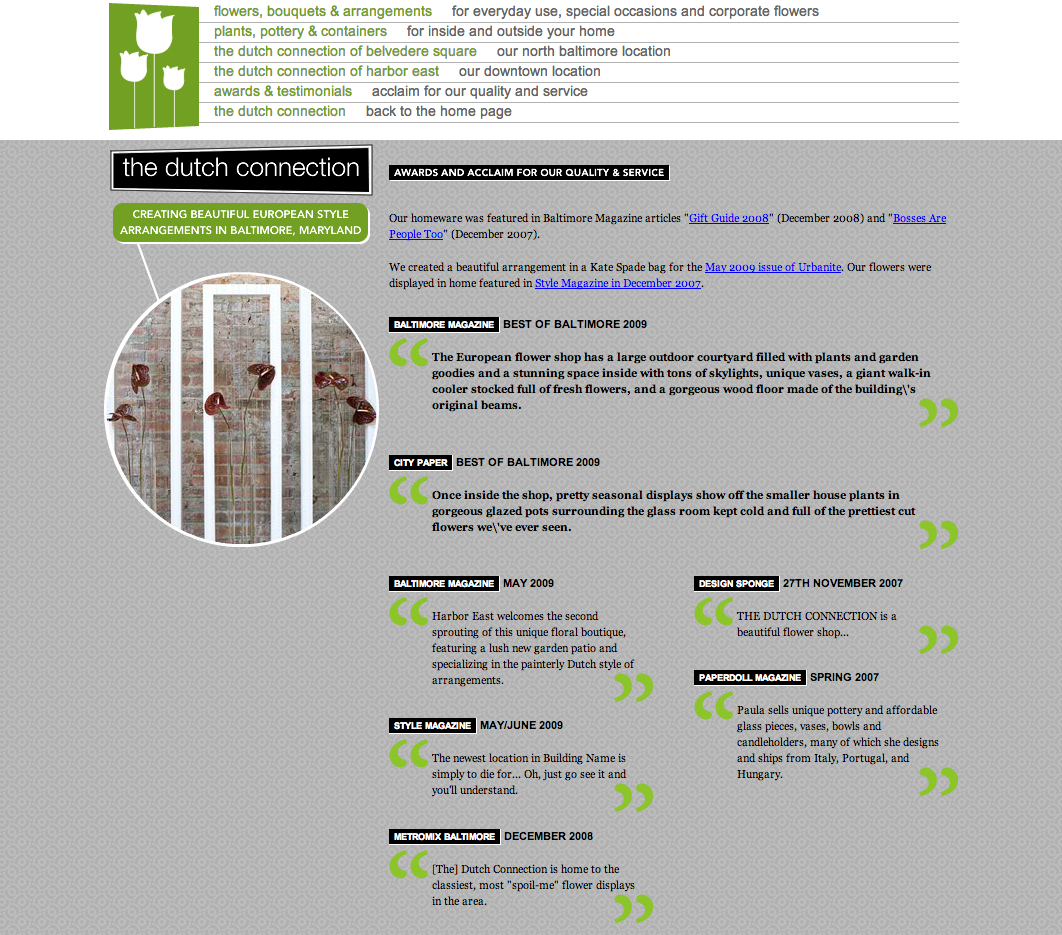 flowers, bouquets & arrangements for everyday use, special occasions and corporate flowers
plants, pottery & containers for inside and outside your home
the dutch connection of belvedere square our north baltimore location
the dutch connection of harbor east our downtown location
awards & testimonials acclaim for our quality and service
the dutch connection back to the home page
the dutch connection
CREATING BEAUTIFUL EUROPEAN STYLE
ARRANGEMENTS IN BALTIMORE, MARYLAND
AWARDS AND ACCLAIM FOR OUR QUALITY & SERVICE
Our homeware was featured in Baltimore Magazine articles "Gift Guide 2008" (December 2008) and "Bosses Are
People Too" (December 2007).
We created a beautiful arrangement in a Kate Spade bag for the May 2009 issue of Urbanite. Our flowers were
displayed in home featured in Style Magazine in December 2007.
BALTIMORE MAGAZINE BEST OF BALTIMORE 2009
“The European flower shop has a large outdoor courtyard filled with plants and garden
goodies and a stunning space inside with tons of skylights, unique vases, a giant walk-in
cooler stocked full of fresh flowers, and a gorgeous wood floor made of the building\'s
original beams.”
CITY PAPER BEST OF BALTIMORE 2009
“Once inside the shop, pretty seasonal displays show off the smaller house plants in
gorgeous glazed pots surrounding the glass room kept cold and full of the prettiest cut
flowers we\'ve ever seen.”
BALTIMORE MAGAZINE MAY 2009
“Harbor East welcomes the second
sprouting of this unique floral boutique,
featuring a lush new garden patio and
specializing in the painterly Dutch style of
arrangements.”
STYLE MAGAZINE MAY/JUNE 2009
“The newest location in Building Name is
simply to die for... Oh, just go see it and
you'll understand.”
METROMIX BALTIMORE DECEMBER 2008
“[The] Dutch Connection is home to the
classiest, most "spoil-me" flower displays
in the area.”
DESIGN SPONGE 27TH NOVEMBER 2007
“THE DUTCH CONNECTION is a
beautiful flower shop...”
PAPERDOLL MAGAZINE SPRING 2007
“Paula sells unique pottery and affordable
glass pieces, vases, bowls and
candleholders, many of which she designs
and ships from Italy, Portugal, and
Hungary.”